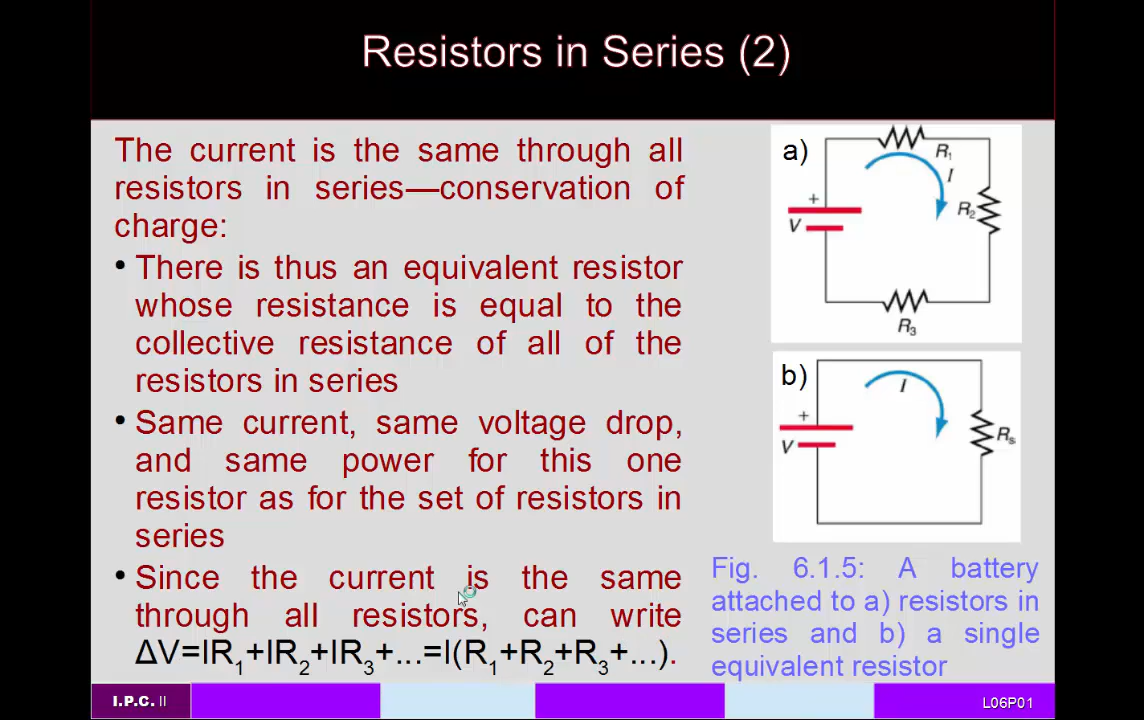 Resistors in Series (2)
The current is the same through all
resistors in series—conservation of
charge:
• There is thus an equivalent resistor
whose resistance is equal to the
collective resistance of all of the
resistors in series
• Same current, same voltage drop,
and same power for this one
resistor as for the set of resistors in
series
• Since the current is the same
through all resistors, can write
ΔV=IR₁+IR₂+IR₃+...=I(R₁+R₂+R₃+...).
a)
R₁
I
R₂
+
V
R₃
b)
I
+
V
Rₛ
Fig. 6.1.5: A battery
attached to a) resistors in
series and b) a single
equivalent resistor
I.P.C. II
L06P01